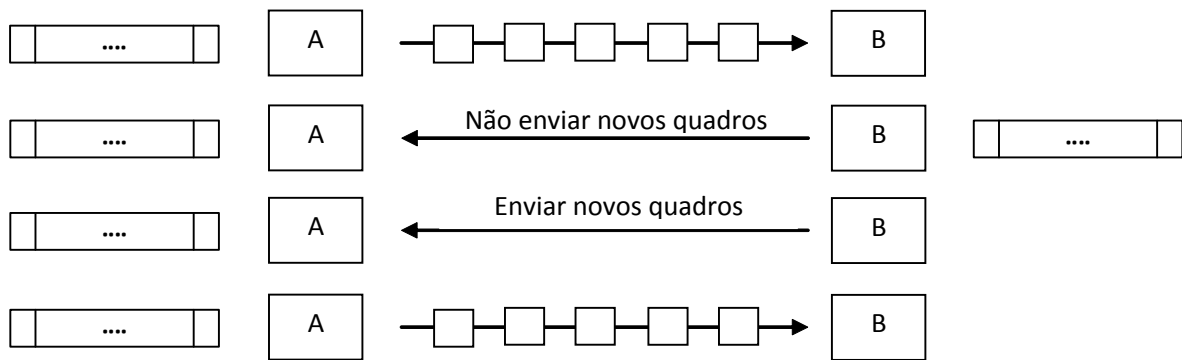 .... A B
.... A Não enviar novos quadros B ....
.... A Enviar novos quadros B
.... A B